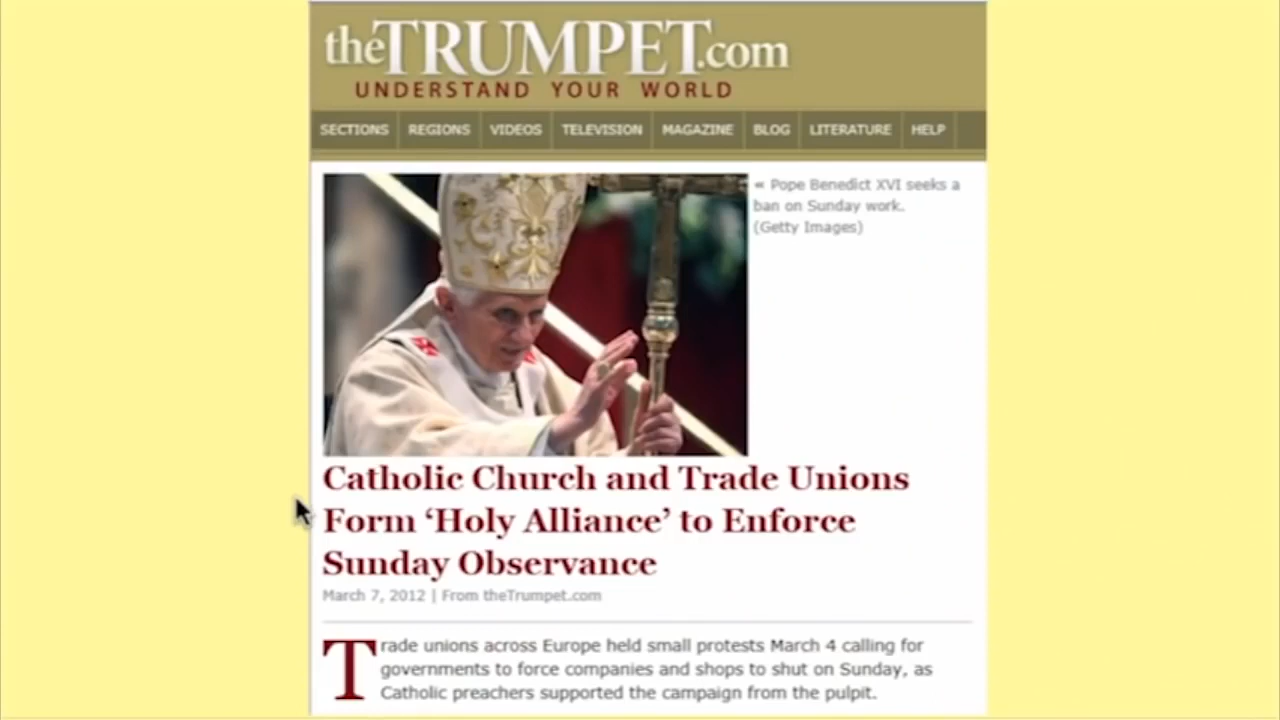 theTRUMPET.com
UNDERSTAND YOUR WORLD
SECTIONS REGIONS VIDEOS TELEVISION MAGAZINE BLOG LITERATURE HELP
« Pope Benedict XVI seeks a
ban on Sunday work.
(Getty Images)
Catholic Church and Trade Unions
Form ‘Holy Alliance’ to Enforce
Sunday Observance
March 7, 2012 | From theTrumpet.com
Trade unions across Europe held small protests March 4 calling for
governments to force companies and shops to shut on Sunday, as
Catholic preachers supported the campaign from the pulpit.